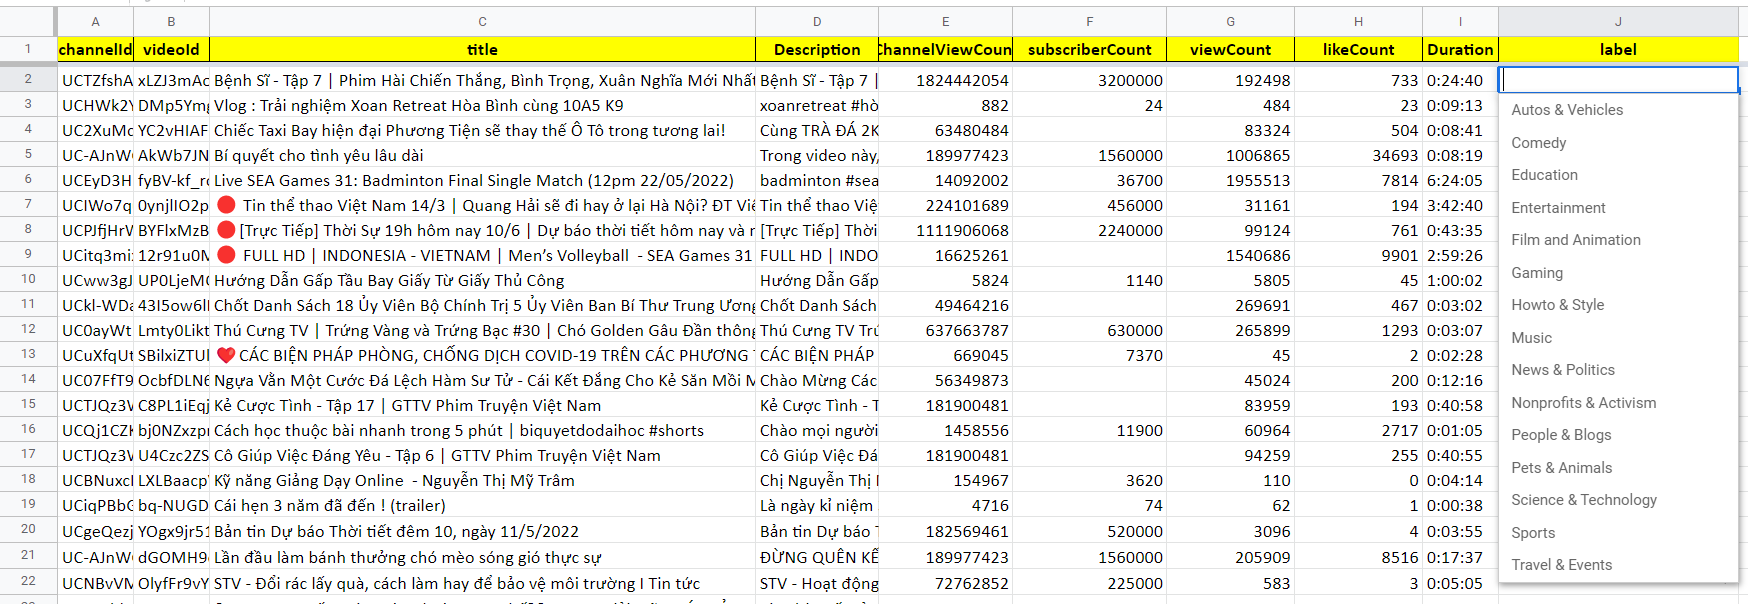 A B C D E F G H I J
1 channelId videoId title Description ChannelViewCoun subscriberCount viewCount likeCount Duration label
2 UCTZfshA xLZJ3mAc Bệnh Sĩ - Tập 7 | Phim Hài Chiến Thắng, Bình Trọng, Xuân Nghĩa Mới Nhất Bệnh Sĩ - Tập 7 | 1824442054 3200000 192498 733 0:24:40
3 UCHWk2Y DMp5Ymg Vlog : Trải nghiệm Xoan Retreat Hòa Bình cùng 10A5 K9 xoanretreat #hò 882 24 484 23 0:09:13
Autos & Vehicles
4 UC2XuMc YC2vHIAF Chiếc Taxi Bay hiện đại Phương Tiện sẽ thay thế Ô Tô trong tương lai! Cùng TRÀ ĐÁ 2K 63480484 83324 504 0:08:41
Comedy
5 UC-AJnW AkWb7JN Bí quyết cho tình yêu lâu dài Trong video này, 189977423 1560000 1006865 34693 0:08:19
6 UCEyD3H fyBV-kf_rc Live SEA Games 31: Badminton Final Single Match (12pm 22/05/2022) badminton #sea 14092002 36700 1955513 7814 6:24:05
Education
7 UCIWo7q 0ynjlIO2p Tin thể thao Việt Nam 14/3 | Quang Hải sẽ đi hay ở lại Hà Nội? ĐT Việ Tin thể thao Việ 224101689 456000 31161 194 3:42:40
Entertainment
8 UCPJfjHrV BYFlxMzB [Trực Tiếp] Thời Sự 19h hôm nay 10/6 | Dự báo thời tiết hôm nay và n [Trực Tiếp] Thời 1111906068 2240000 99124 761 0:43:35
Film and Animation
9 UCitq3mi 12r91u0M FULL HD | INDONESIA - VIETNAM | Men's Volleyball - SEA Games 31 FULL HD | INDO 16625261 1540686 9901 2:59:26
Gaming
10 UCww3gJ UP0LjeM Hướng Dẫn Gấp Tầu Bay Giấy Từ Giấy Thủ Công Hướng Dẫn Gấp 5824 1140 5805 45 1:00:02
11 UCkl-WDa 43I5ow6lI Chốt Danh Sách 18 Ủy Viên Bộ Chính Trị 5 Ủy Viên Ban Bí Thư Trung Ương Chốt Danh Sách 49464216 269691 467 0:03:02
Howto & Style
12 UC0ayWt Lmty0Likt Thú Cưng TV | Trứng Vàng và Trứng Bạc #30 | Chó Golden Gâu Đần thông Thú Cưng TV Trú 637663787 630000 265899 1293 0:03:07
Music
13 UCuXfqUt SBilxiZTUI CÁC BIỆN PHÁP PHÒNG, CHỐNG DỊCH COVID-19 TRÊN CÁC PHƯƠNG CÁC BIỆN PHÁP 669045 7370 45 2 0:02:28
News & Politics
14 UC07FfT9 OcbfDLN6 Ngựa Vằn Một Cước Đá Lệch Hàm Sư Tử - Cái Kết Đắng Cho Kẻ Săn Mồi M Chào Mừng Các 56349873 45024 200 0:12:16
15 UCTJQz3V C8PL1iEqj Kẻ Cược Tình - Tập 17 | GTTV Phim Truyện Việt Nam Kẻ Cược Tình - T 181900481 83959 193 0:40:58
Nonprofits & Activism
16 UCQj1CZK bj0NZxzpr Cách học thuộc bài nhanh trong 5 phút | biquyetdodaihoc #shorts Chào mọi người 1458556 11900 60964 2717 0:01:05
People & Blogs
17 UCTJQz3V U4Czc2ZS Cô Giúp Việc Đáng Yêu - Tập 6 | GTTV Phim Truyện Việt Nam Cô Giúp Việc Đá 181900481 94259 255 0:40:55
Pets & Animals
18 UCBNuxcI LXLBaacp Kỹ năng Giảng Dạy Online - Nguyễn Thị Mỹ Trâm Chị Nguyễn Thị 154967 3620 110 0 0:04:14
Science & Technology
19 UCiqPBbG bq-NUGD Cái hẹn 3 năm đã đến ! (trailer) Là ngày kỉ niệm 4716 74 62 1 0:00:38
20 UCgeQezj YOgx9jr51 Bản tin Dự báo Thời tiết đêm 10, ngày 11/5/2022 Bản tin Dự báo T 182569461 520000 3096 4 0:03:55
Sports
21 UC-AJnW dGOMH9 Lần đầu làm bánh thưởng chó mèo sóng gió thực sự ĐỪNG QUÊN KẾ 189977423 1560000 205909 8516 0:17:37
Travel & Events
22 UCNBvVM OlyfFr9vY STV - Đổi rác lấy quà, cách làm hay để bảo vệ môi trường I Tin tức STV - Hoạt động 72762852 225000 583 3 0:05:05